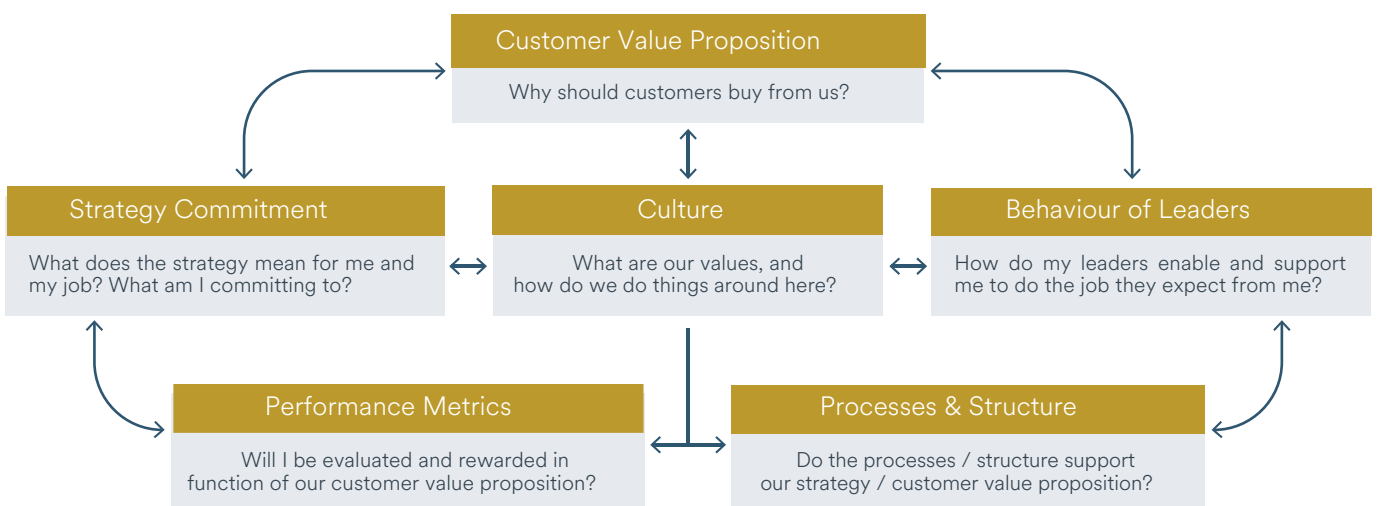 Customer Value Proposition
Why should customers buy from us?
Strategy Commitment
What does the strategy mean for me and
my job? What am I committing to?
Culture
What are our values, and
how do we do things around here?
Behaviour of Leaders
How do my leaders enable and support
me to do the job they expect from me?
Performance Metrics
Will I be evaluated and rewarded in
function of our customer value proposition?
Processes & Structure
Do the processes / structure support
our strategy / customer value proposition?